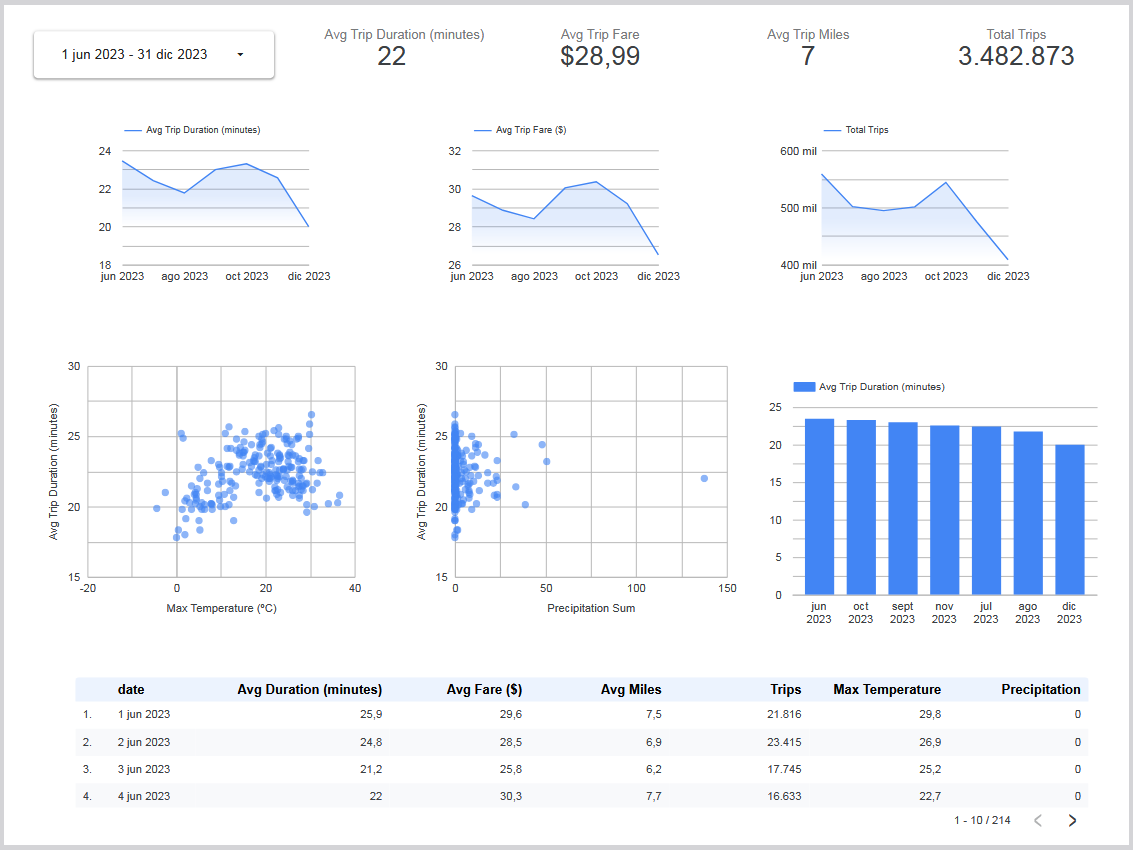 1 jun 2023 - 31 dic 2023
Avg Trip Duration (minutes)
22
Avg Trip Fare
$28,99
Avg Trip Miles
7
Total Trips
3.482.873
Avg Trip Duration (minutes)
24
22
20
18
jun 2023 ago 2023 oct 2023 dic 2023
Avg Trip Fare ($)
32
30
28
26
jun 2023 ago 2023 oct 2023 dic 2023
Total Trips
600 mil
500 mil
400 mil
jun 2023 ago 2023 oct 2023 dic 2023
Avg Trip Duration (minutes)
30
25
20
15
-20 0 20 40
Max Temperature (ºC)
Avg Trip Duration (minutes)
30
25
20
15
0 50 100 150
Precipitation Sum
Avg Trip Duration (minutes)
25
20
15
10
5
0
jun oct sept nov jul ago dic
2023 2023 2023 2023 2023 2023 2023
date Avg Duration (minutes) Avg Fare ($) Avg Miles Trips Max Temperature Precipitation
1. 1 jun 2023 25,9 29,6 7,5 21.816 29,8 0
2. 2 jun 2023 24,8 28,5 6,9 23.415 26,9 0
3. 3 jun 2023 21,2 25,8 6,2 17.745 25,2 0
4. 4 jun 2023 22 30,3 7,7 16.633 22,7 0
1 - 10 / 214